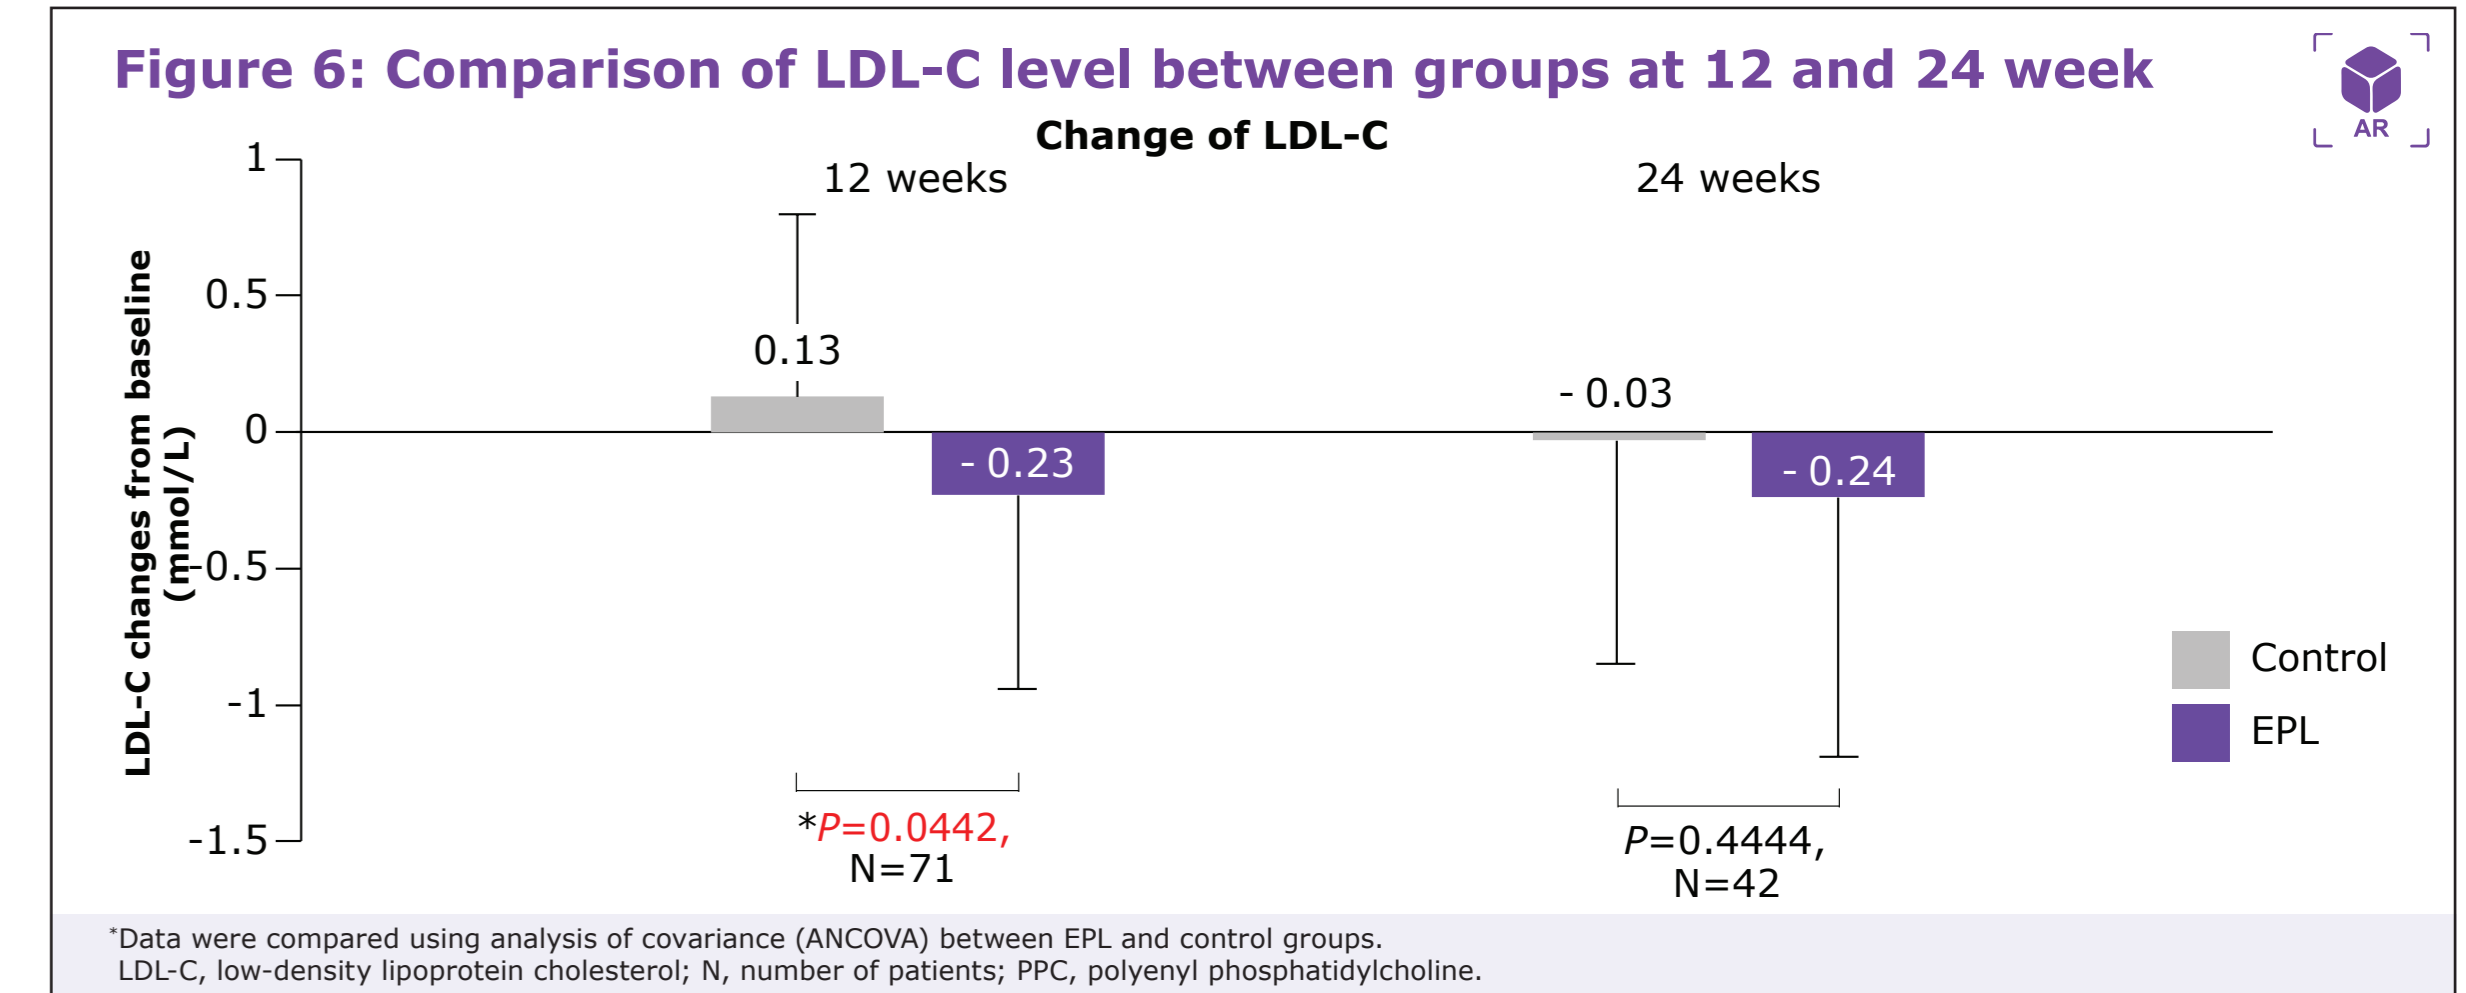 Figure 6: Comparison of LDL-C level between groups at 12 and 24 week
AR
Change of LDL-C
12 weeks
24 weeks
LDL-C changes from baseline
(mmol/L)
1
0.5
0
-0.5
-1
-1.5
0.13
- 0.23
- 0.03
- 0.24
*P=0.0442,
N=71
P=0.4444,
N=42
Control
EPL
*Data were compared using analysis of covariance (ANCOVA) between EPL and control groups.
LDL-C, low-density lipoprotein cholesterol; N, number of patients; PPC, polyenyl phosphatidylcholine.